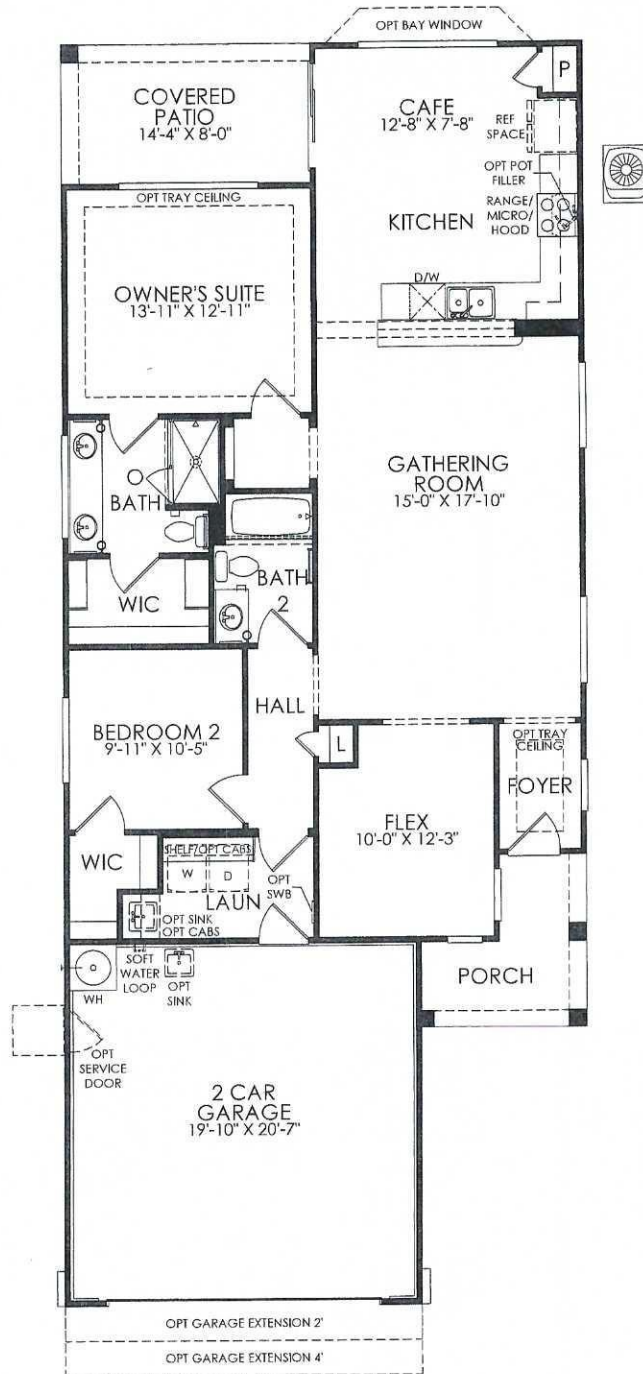 OPT BAY WINDOW
COVERED
PATIO
14'-4" X 8'-0"
CAFE
12'-8" X 7'-8"
P
REF
SPACE
OPT POT
FILLER
RANGE/
MICRO/
HOOD
KITCHEN
D/W
OPT TRAY CEILING
OWNER'S SUITE
13'-11" X 12'-11"
GATHERING
ROOM
15'-0" X 17'-10"
O
BATH
WIC
BATH
2
HALL
BEDROOM 2
9'-11" X 10'-5"
L
OPT TRAY
CEILING
FOYER
FLEX
10'-0" X 12'-3"
WIC
SHELF/OPT CABS
W
D
LAUN
OPT
SWB
OPT SINK
OPT CABS
PORCH
WH
SOFT
WATER
LOOP
OPT
SINK
OPT
SERVICE
DOOR
2 CAR
GARAGE
19'-10" X 20'-7"
OPT GARAGE EXTENSION 2'
OPT GARAGE EXTENSION 4'